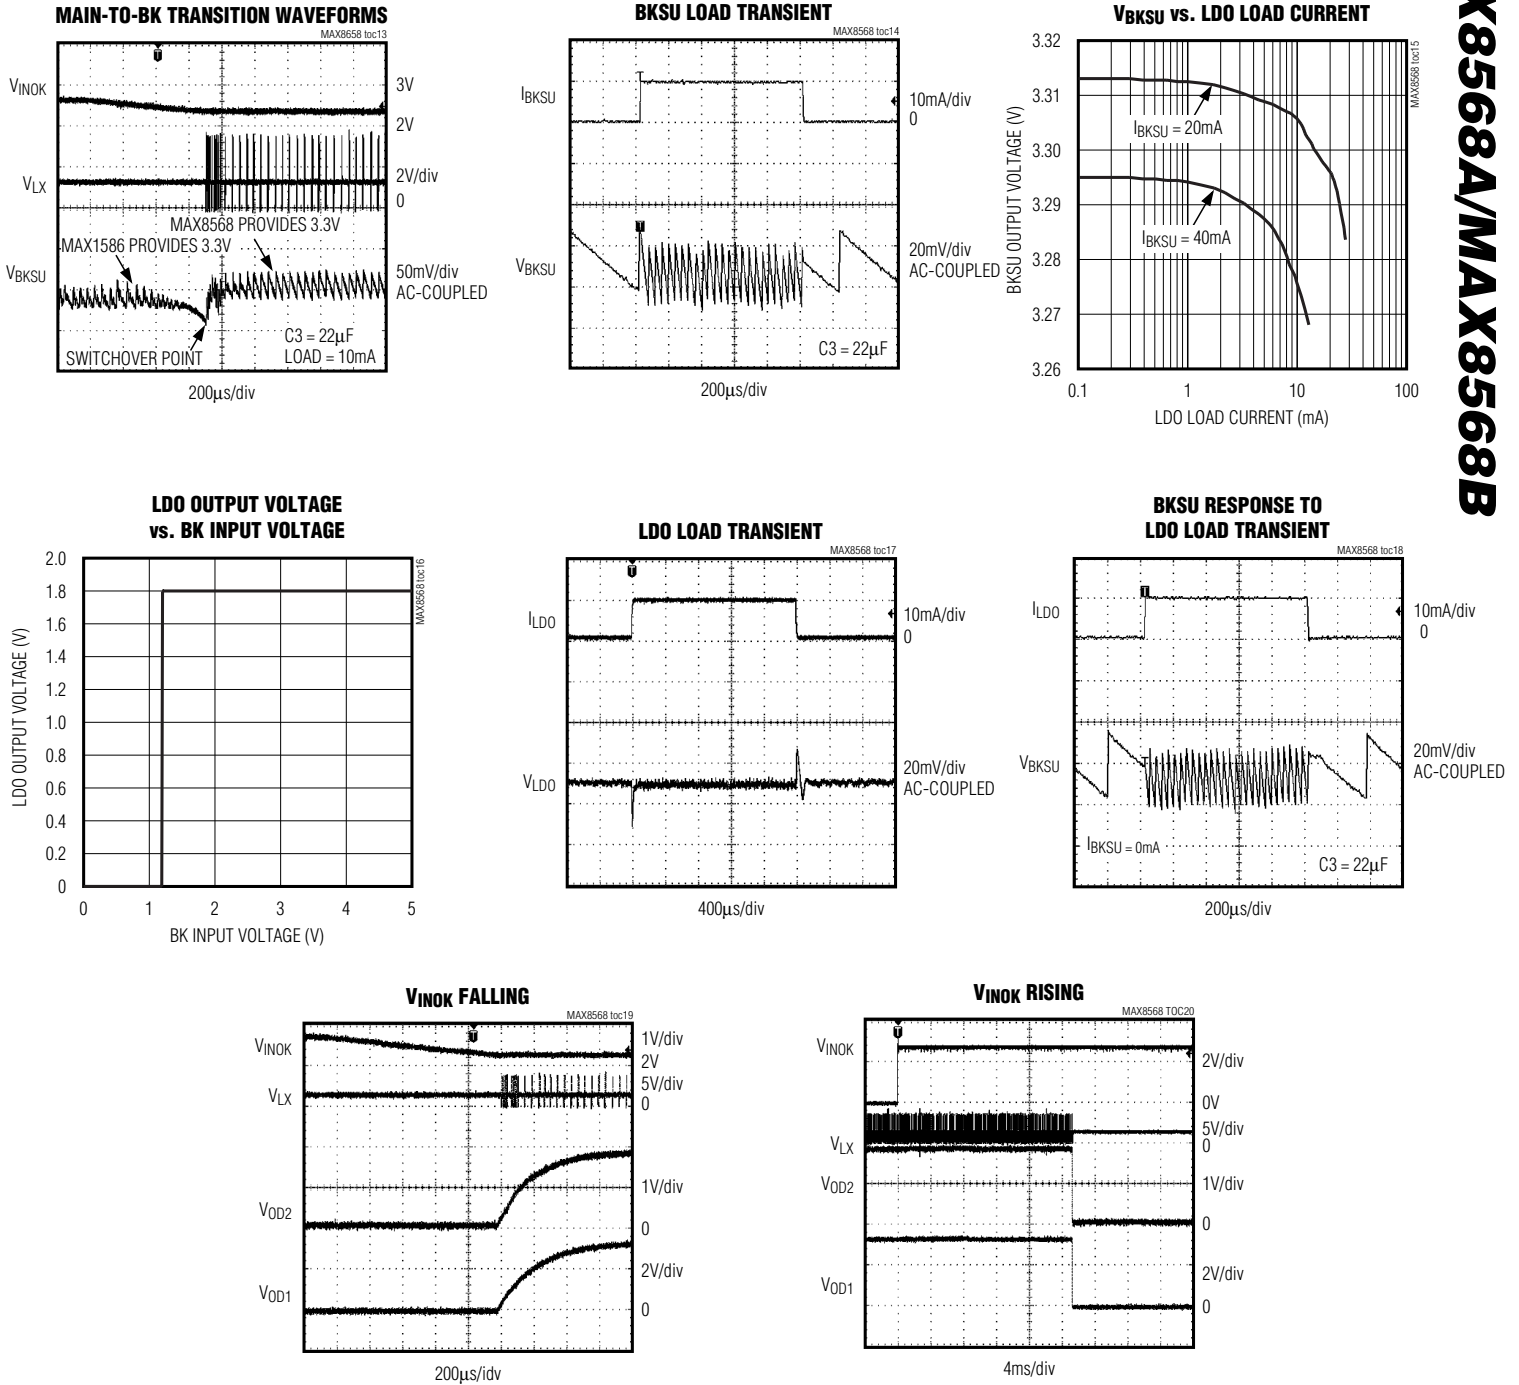 MAIN-TO-BK TRANSITION WAVEFORMS
MAX8658 toc13
T
VINOK
3V
2V
VLX
2V/div
0
MAX8568 PROVIDES 3.3V
MAX1586 PROVIDES 3.3V
VBKSU
50mV/div
AC-COUPLED
C3 = 22μF
SWITCHOVER POINT
LOAD = 10mA
200μs/div
BKSU LOAD TRANSIENT
MAX8568 toc14
IBKSU
10mA/div
0
T
VBKSU
20mV/div
AC-COUPLED
C3 = 22μF
200μs/div
VBKSU vs. LDO LOAD CURRENT
MAX8568 toc15
BKSU OUTPUT VOLTAGE (V)
3.32
3.31
3.30
3.29
3.28
3.27
3.26
IBKSU = 20mA
IBKSU = 40mA
0.1
1
10
100
LDO LOAD CURRENT (mA)
X8568A/MAX8568B
LDO OUTPUT VOLTAGE
vs. BK INPUT VOLTAGE
MAX8568 toc16
LDO OUTPUT VOLTAGE (V)
2.0
1.8
1.6
1.4
1.2
1.0
0.8
0.6
0.4
0.2
0
0
1
2
3
4
5
BK INPUT VOLTAGE (V)
LDO LOAD TRANSIENT
MAX8568 toc17
T
ILDO
10mA/div
0
VLDO
20mV/div
AC-COUPLED
400μs/div
BKSU RESPONSE TO
LDO LOAD TRANSIENT
MAX8568 toc18
T
ILDO
10mA/div
0
VBKSU
20mV/div
AC-COUPLED
IBKSU = 0mA
C3 = 22μF
200μs/div
VINOK FALLING
MAX8568 toc19
T
VINOK
1V/div
2V
VLX
5V/div
0
VOD2
1V/div
0
VOD1
2V/div
0
200μs/idv
VINOK RISING
MAX8568 TOC20
T
VINOK
2V/div
0V
VLX
5V/div
0
VOD2
1V/div
0
VOD1
2V/div
0
4ms/div